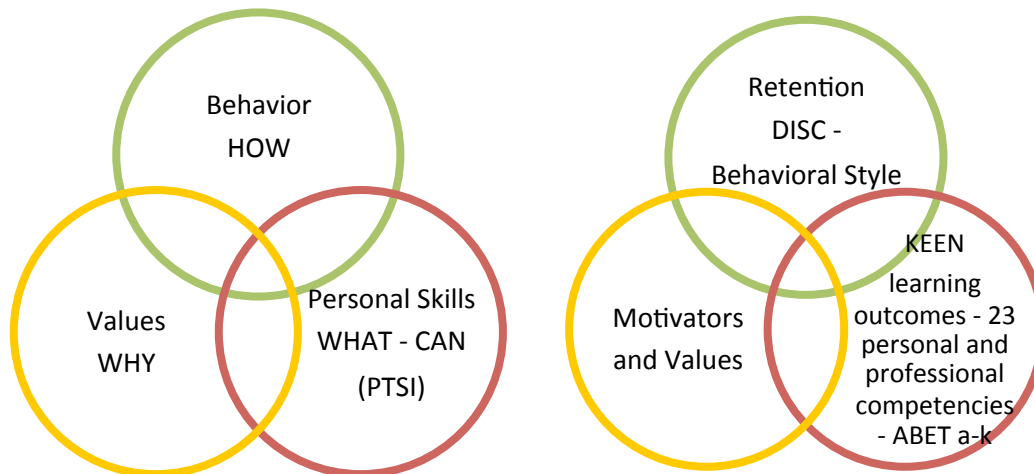 Behavior
HOW
Values
WHY
Personal Skills
WHAT - CAN
(PTSI)
Retention
DISC -
Behavioral Style
Motivators
and Values
KEEN
learning
outcomes - 23
personal and
professional
competencies
- ABET a-k